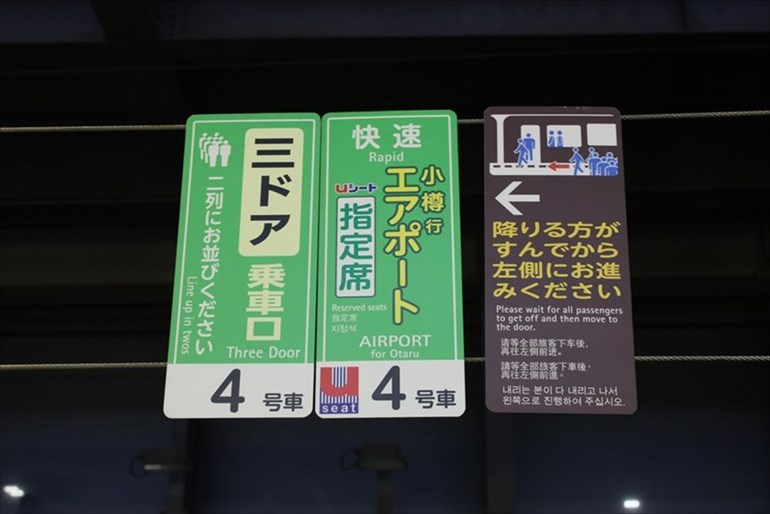 三ドア
乗車口
二列にお並びください
Line up in twos
Three Door
4号車
快速
Rapid
小樽行
エアポート
uシート
指定席
Reserved seats
指定席
지정석
AIRPORT
for Otaru
u
seat
4号車
降りる方が
すんでから
左側にお進
みください
Please wait for all passengers
to get off and then move to
the door.
请等全部旅客下车后，
再往左侧前进。
請等全部旅客下車後，
再往左側前進。
내리는 분이 다 내리고 나서
왼쪽으로 진행하여 주십시오.